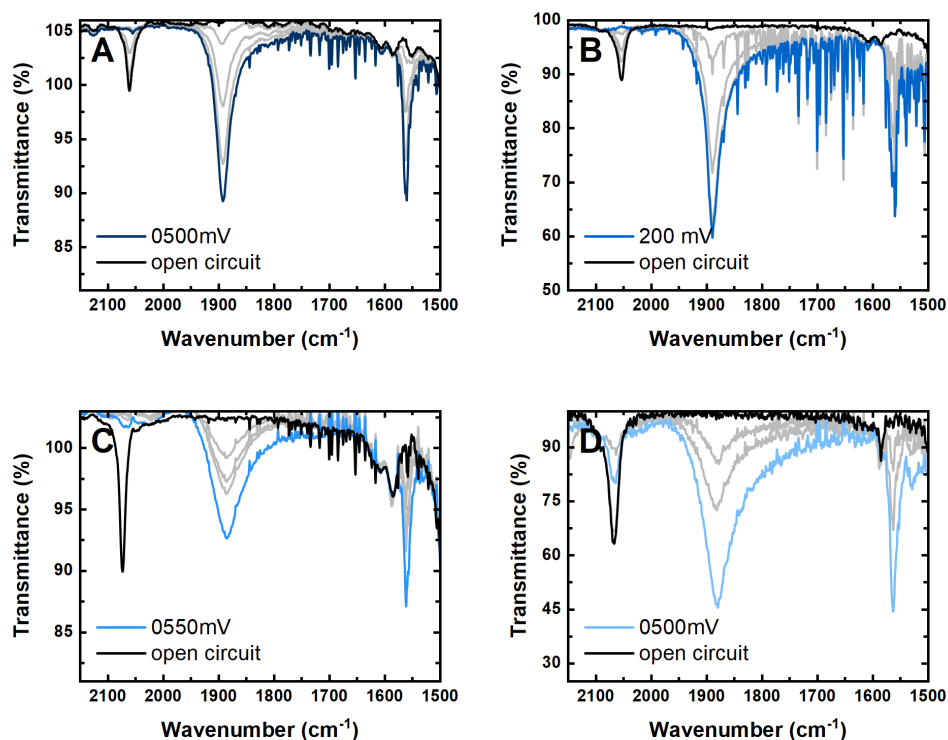 A
Transmittance (%)
105
100
95
90
85
0500mV
open circuit
2100 2000 1900 1800 1700 1600 1500
Wavenumber (cm⁻¹)
B
Transmittance (%)
100
90
80
70
60
50
200 mV
open circuit
2100 2000 1900 1800 1700 1600 1500
Wavenumber (cm⁻¹)
C
Transmittance (%)
100
95
90
85
0550mV
open circuit
2100 2000 1900 1800 1700 1600 1500
Wavenumber (cm⁻¹)
D
Transmittance (%)
90
75
60
45
30
0500mV
open circuit
2100 2000 1900 1800 1700 1600 1500
Wavenumber (cm⁻¹)